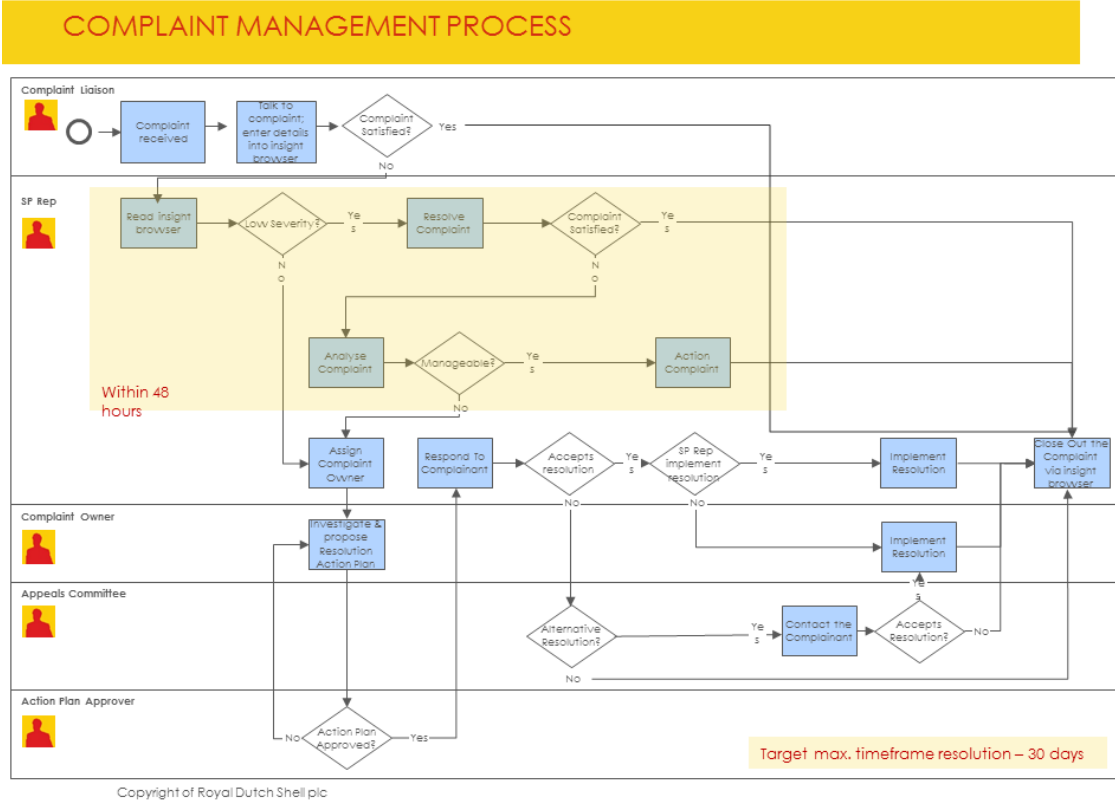 COMPLAINT MANAGEMENT PROCESS
Complaint Liaison
Complaint
received
Talk to
complaint;
enter details
into insight
browser
Complaint
Satisfied?
Yes
No
SP Rep
Read insight
browser
Low Severity?
Ye
s
N
o
Resolve
Complaint
Complaint
Satisfied?
Ye
s
N
o
Analyse
Complaint
Manageable?
Ye
s
No
Action
Complaint
Within 48
hours
Assign
Complaint
Owner
Respond To
Complainant
Accepts
resolution
Ye
s
No
SP Rep
implement
resolution
Ye
s
No
Implement
Resolution
Close Out the
Complaint
via insight
browser
Complaint Owner
Investigate &
propose
Resolution
Action Plan
Implement
Resolution
Appeals Committee
Alternative
Resolution?
Ye
s
No
Contact the
Complainant
Accepts
Resolution?
Ye
s
No
Action Plan Approver
No
Action Plan
Approved?
Yes
Target max. timeframe resolution – 30 days
Copyright of Royal Dutch Shell plc